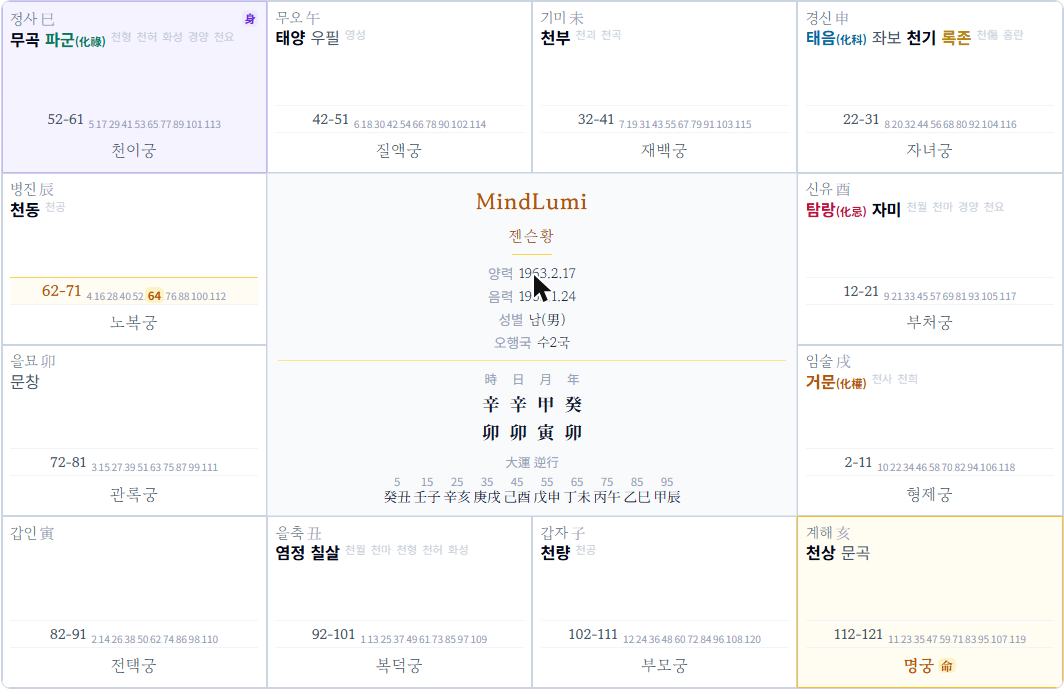 정사 巳 身
무곡 파군(化祿) 천형 천허 화성 경양 천요
52-61 5 17 29 41 53 65 77 89 101 113
천이궁
무오 午
태양 우필 영성
42-51 6 18 30 42 54 66 78 90 102 114
질액궁
기미 未
천부 천괴 천곡
32-41 7 19 31 43 55 67 79 91 103 115
재백궁
경신 申
태음(化科) 좌보 천기 록존 천傷 홍란
22-31 8 20 32 44 56 68 80 92 104 116
자녀궁
병진 辰
천동 천공
62-71 4 16 28 40 52 64 76 88 100 112
노복궁
MindLumi
젠슨황
양력 1963.2.17
음력 1.24
성별 남(男)
오행국 수2국
時 日 月 年
辛 辛 甲 癸
卯 卯 寅 卯
大運 逆行
5 15 25 35 45 55 65 75 85 95
癸丑 壬子 辛亥 庚戌 己酉 戊申 丁未 丙午 乙巳 甲辰
신유 酉
탐랑(化忌) 자미 천월 천마 경양 천요
12-21 9 21 33 45 57 69 81 93 105 117
부처궁
을묘 卯
문창
72-81 3 15 27 39 51 63 75 87 99 111
관록궁
임술 戌
거문(化權) 천사 천희
2-11 10 22 34 46 58 70 82 94 106 118
형제궁
갑인 寅
82-91 2 14 26 38 50 62 74 86 98 110
전택궁
을축 丑
염정 칠살 천월 천마 천형 천허 화성
92-101 1 13 25 37 49 61 73 85 97 109
복덕궁
갑자 子
천량 천공
102-111 12 24 36 48 60 72 84 96 108 120
부모궁
계해 亥
천상 문곡
112-121 11 23 35 47 59 71 83 95 107 119
명궁 命